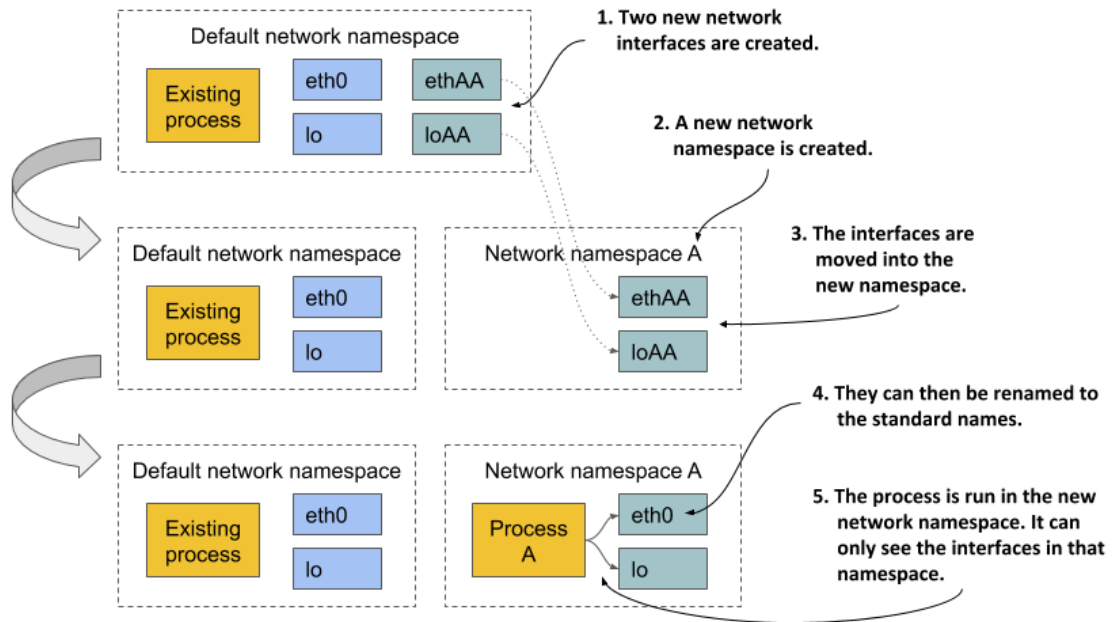 Default network namespace
Existing
process
eth0
ethAA
lo
loAA
1. Two new network
interfaces are created.
2. A new network
namespace is created.
Default network namespace
Existing
process
eth0
lo
Network namespace A
ethAA
loAA
3. The interfaces are
moved into the
new namespace.
4. They can then be renamed to
the standard names.
Default network namespace
Existing
process
eth0
lo
Network namespace A
Process
A
eth0
lo
5. The process is run in the new
network namespace. It can
only see the interfaces in that
namespace.